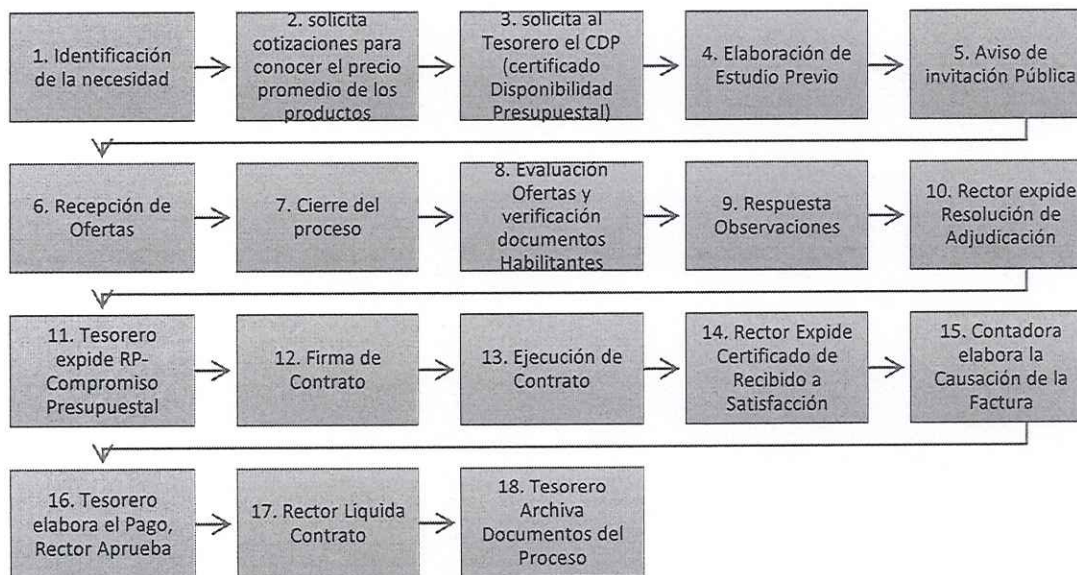 1. Identificación
de la necesidad
2. solicita
cotizaciones para
conocer el precio
promedio de los
productos
3. solicita al
Tesorero el CDP
(certificado
Disponibilidad
Presupuestal)
4. Elaboración de
Estudio Previo
5. Aviso de
invitación Pública
6. Recepción de
Ofertas
7. Cierre del
proceso
8. Evaluación
Ofertas y
verificación
documentos
Habilitantes
9. Respuesta
Observaciones
10. Rector expide
Resolución de
Adjudicación
11. Tesorero
expide RP-
Compromiso
Presupuestal
12. Firma de
Contrato
13. Ejecución de
Contrato
14. Rector Expide
Certificado de
Recibido a
Satisfacción
15. Contadora
elabora la
Causación de la
Factura
16. Tesorero
elabora el Pago,
Rector Aprueba
17. Rector Liquida
Contrato
18. Tesorero
Archiva
Documentos del
Proceso